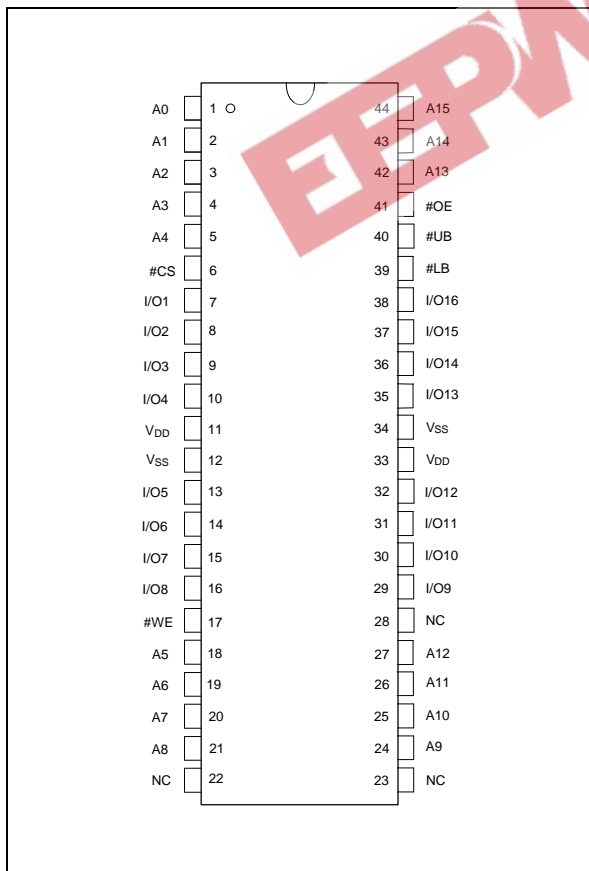 A0 1 44 A15
A1 2 43 A14
A2 3 42 A13
A3 4 41 #OE
A4 5 40 #UB
#CS 6 39 #LB
I/O1 7 38 I/O16
I/O2 8 37 I/O15
I/O3 9 36 I/O14
I/O4 10 35 I/O13
VDD 11 34 VSS
VSS 12 33 VDD
I/O5 13 32 I/O12
I/O6 14 31 I/O11
I/O7 15 30 I/O10
I/O8 16 29 I/O9
#WE 17 28 NC
A5 18 27 A12
A6 19 26 A11
A7 20 25 A10
A8 21 24 A9
NC 22 23 NC
EEPW